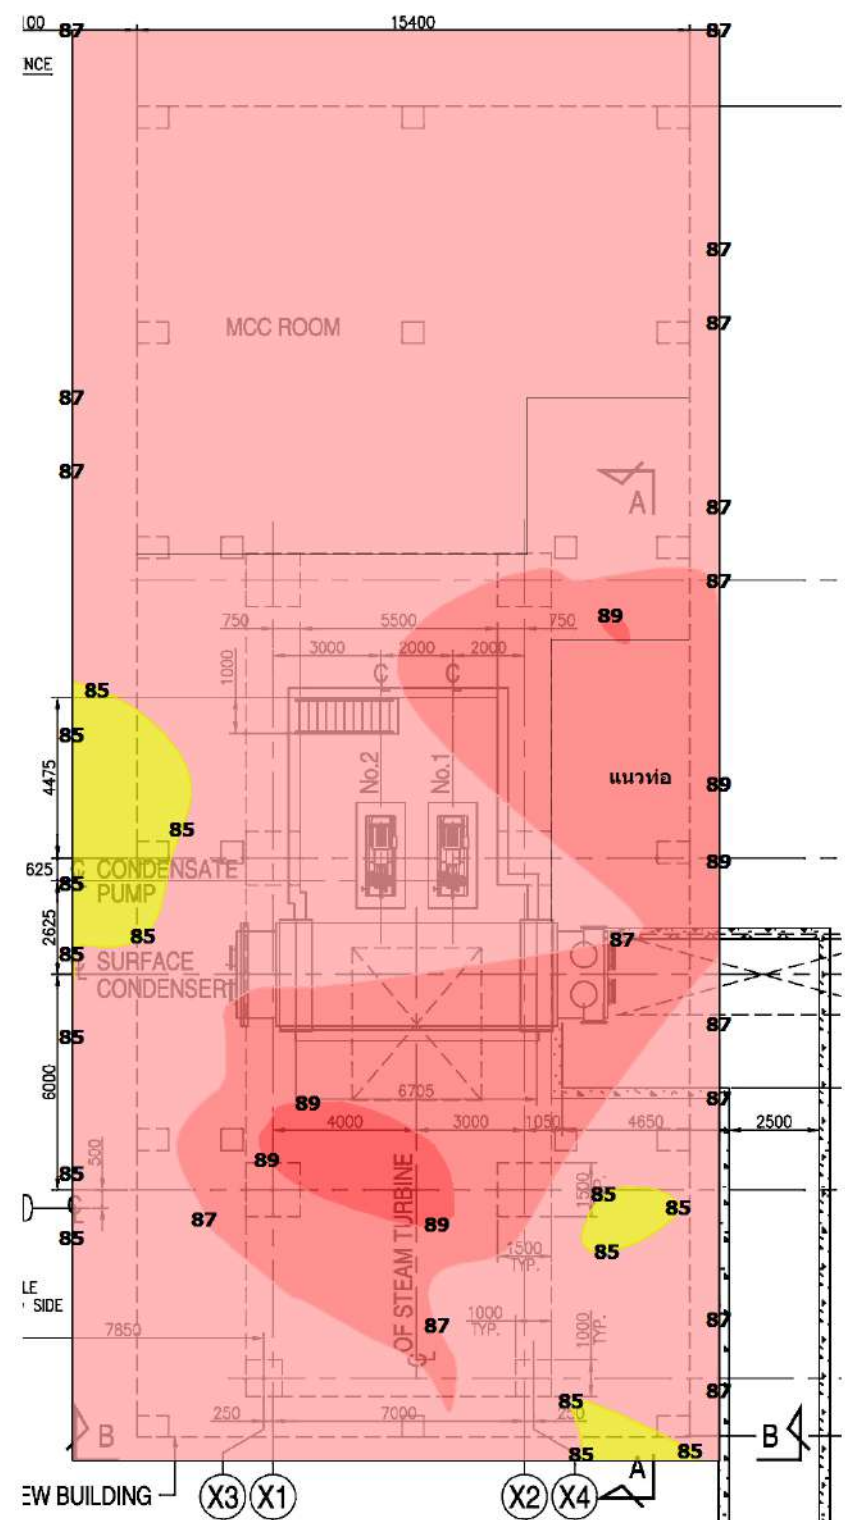 00
87
15400
87
NCE
87
MCC ROOM
87
87
87
A
87
87
89
750
5500
750
3000
2000
2000
1000
C
C
85
85
4475
No.2
No.1
แนวท่อ
89
85
89
625
CONDENSATE
PUMP
85
2625
85
87
85
SURFACE
CONDENSER
87
85
6000
6705
87
89
4000
3000
1050
4650
2500
500
89
85
1500
TYP.
85
85
87
89
85
85
OF STEAM TURBINE
1500
TYP.
LE
SIDE
7850
87
1000
TYP.
1000
TYP.
87
87
85
250
7000
250
B
85
85
B
A
EW BUILDING
X3
X1
X2
X4